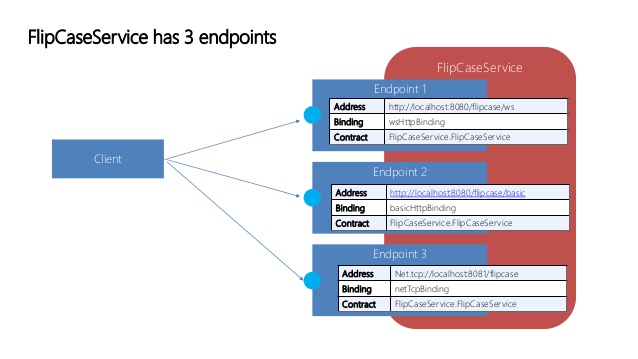 FlipCaseService has 3 endpoints
FlipCaseService
Client
Endpoint 1
Address http://localhost:8080/flipcase/ws
Binding wsHttpBinding
Contract FlipCaseService.FlipCaseService
Endpoint 2
Address http://localhost:8080/flipcase/basic
Binding basicHttpBinding
Contract FlipCaseService.FlipCaseService
Endpoint 3
Address Net.tcp://localhost:8081/flipcase
Binding netTcpBinding
Contract FlipCaseService.FlipCaseService